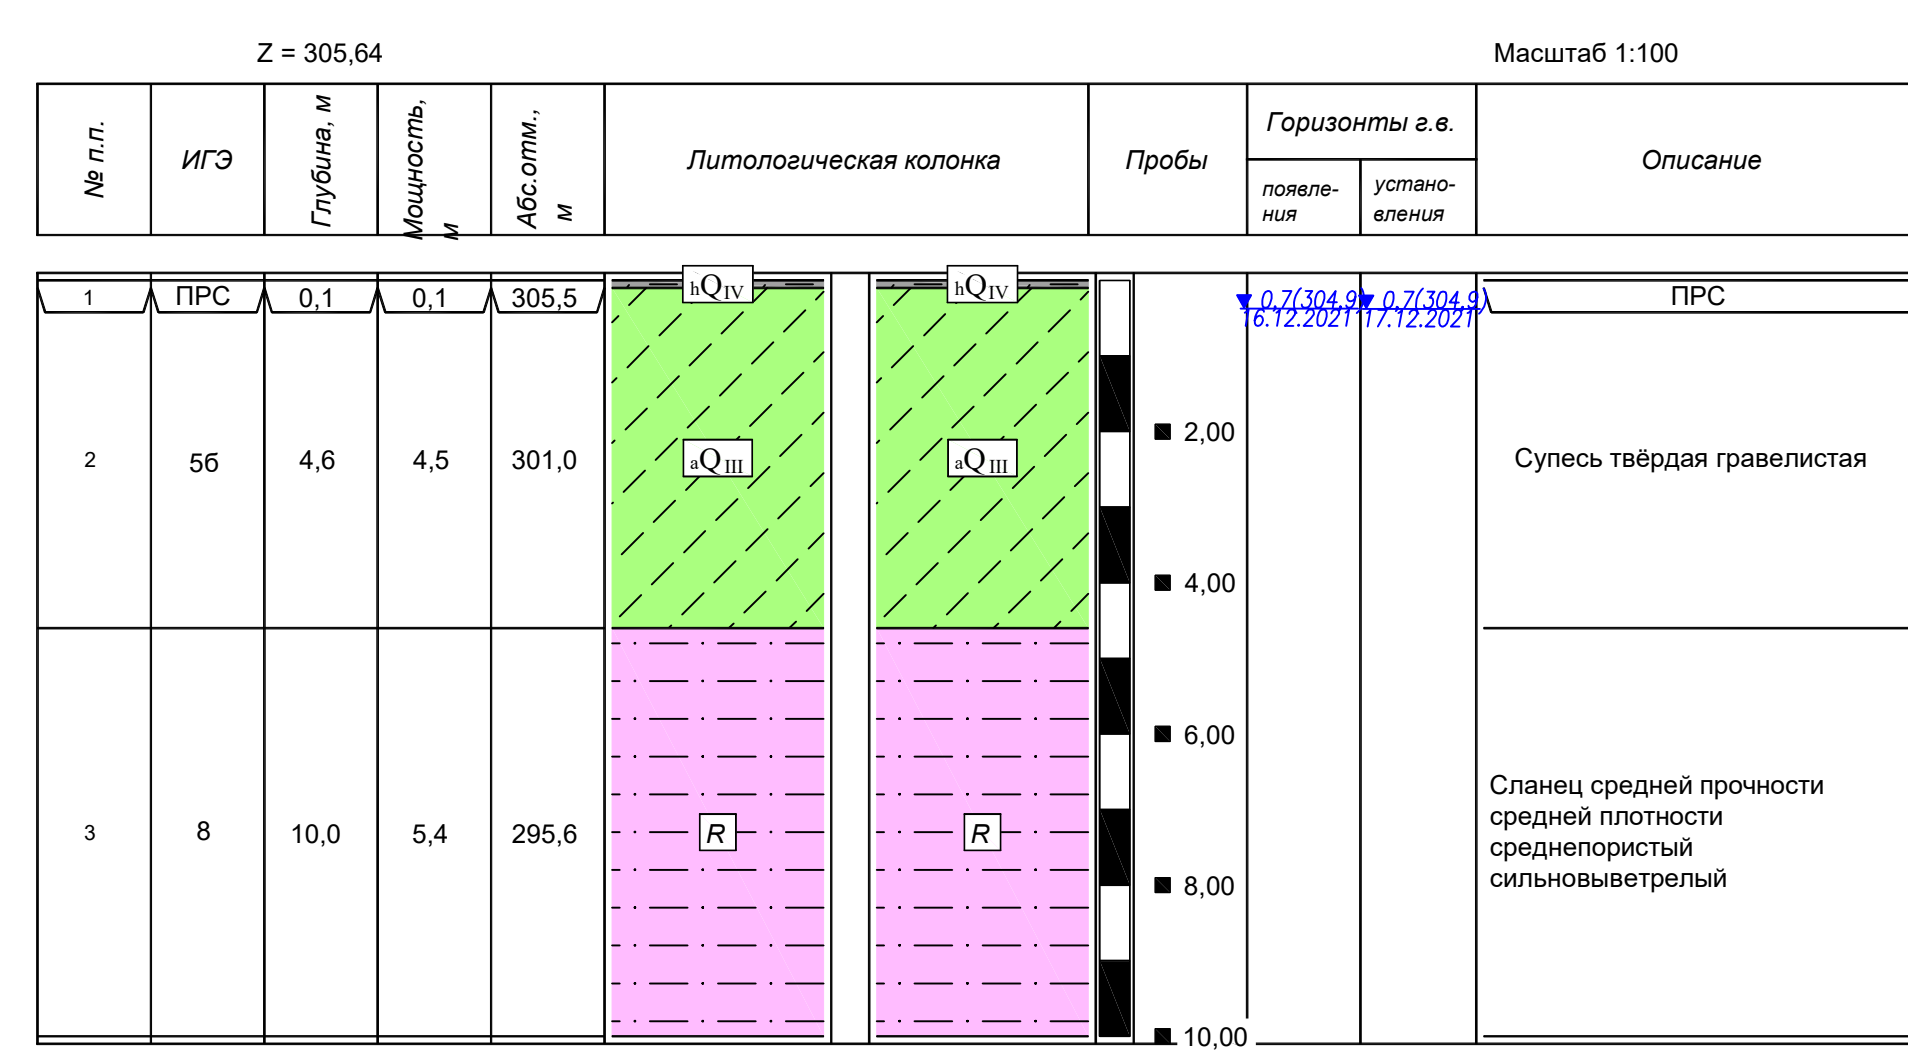 Z = 305,64
Масштаб 1:100
№ п.п.
ИГЭ
Глубина, м
Мощность,
м
Абс.отм.,
м
Литологическая колонка
Пробы
Горизонты г.в.
появле-
ния
устано-
вления
Описание
1
ПРС
0,1
0,1
305,5
hQIV
hQIV
0,7(304,9)
16.12.2021
0,7(304,9)
17.12.2021
ПРС
2
5б
4,6
4,5
301,0
aQIII
aQIII
2,00
4,00
Супесь твёрдая гравелистая
3
8
10,0
5,4
295,6
R
R
6,00
8,00
10,00
Сланец средней прочности
средней плотности
среднепористый
сильновыветрелый